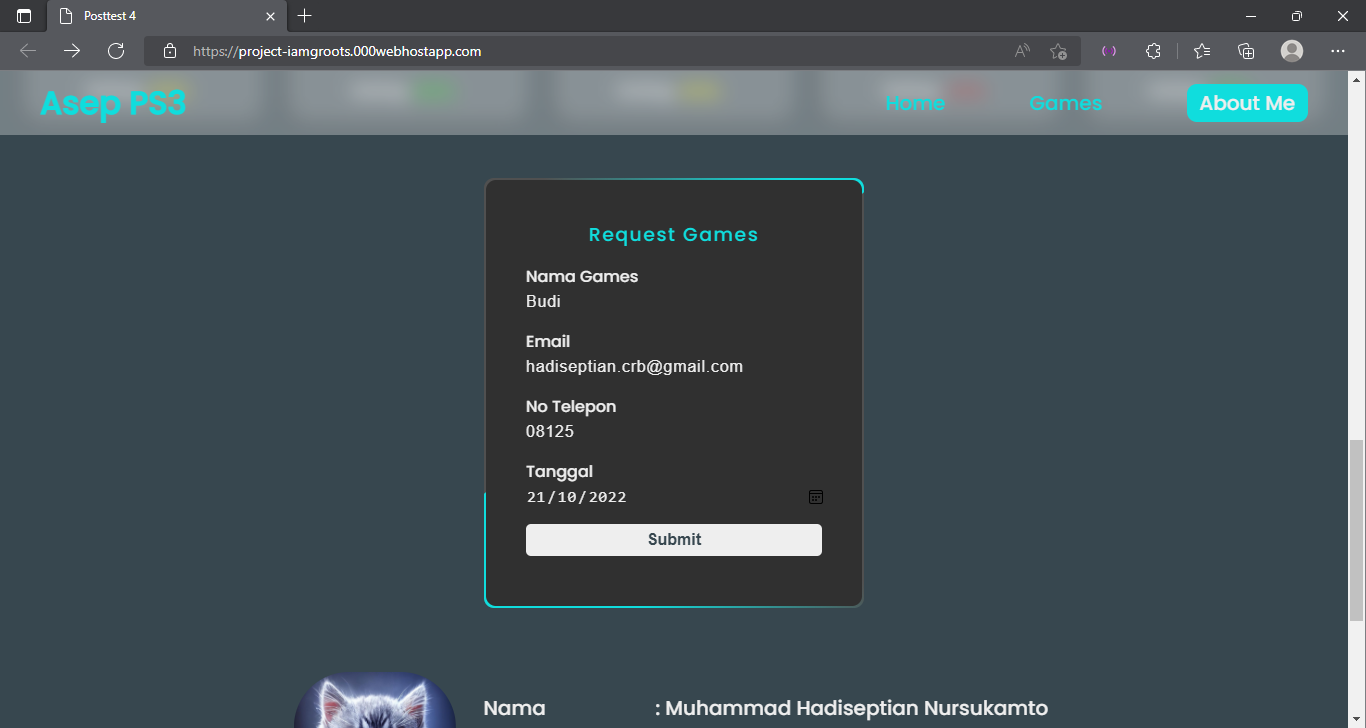 Posttest 4
https://project-iamgroots.000webhostapp.com
Asep PS3 Home Games About Me
Request Games
Nama Games
Budi
Email
hadiseptian.crb@gmail.com
No Telepon
08125
Tanggal
21/10/2022
Submit
Nama : Muhammad Hadiseptian Nursukamto